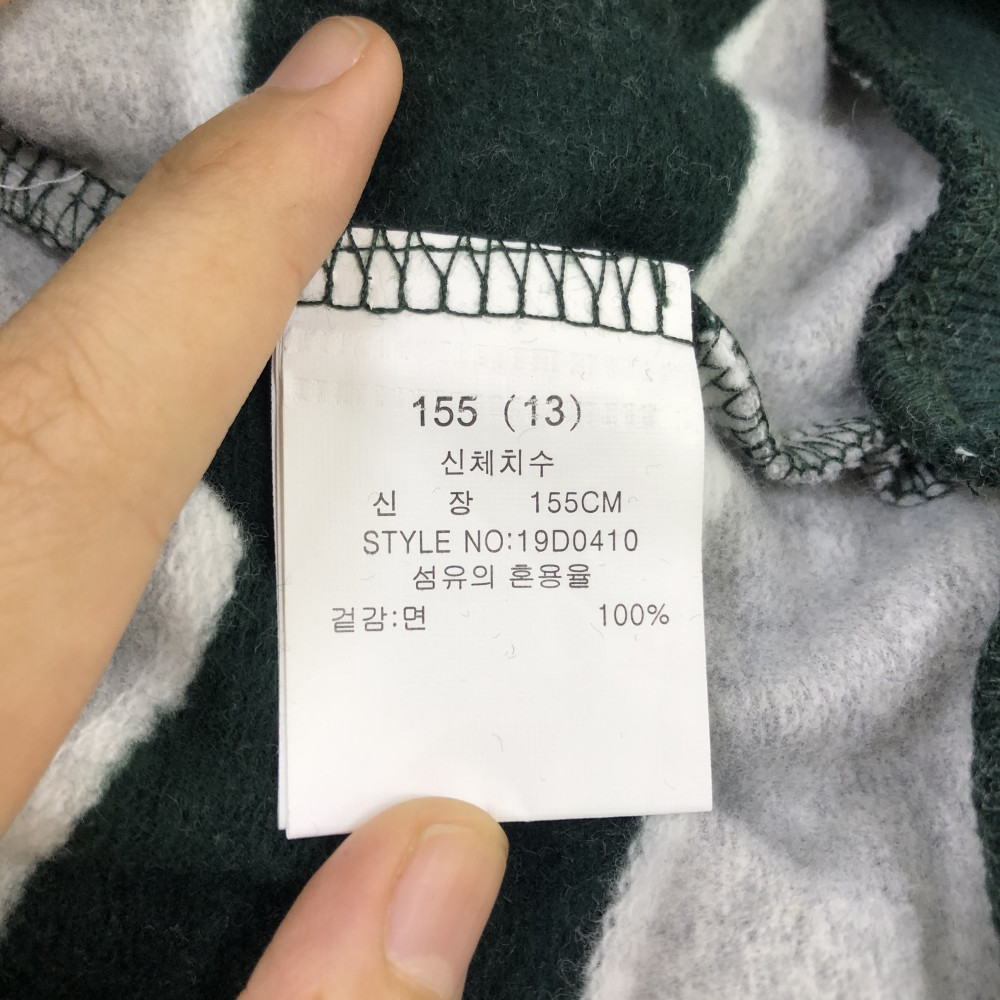 155 (13)
신체치수
신 장 155CM
STYLE NO:19D0410
섬유의 혼용율
겉감:면 100%